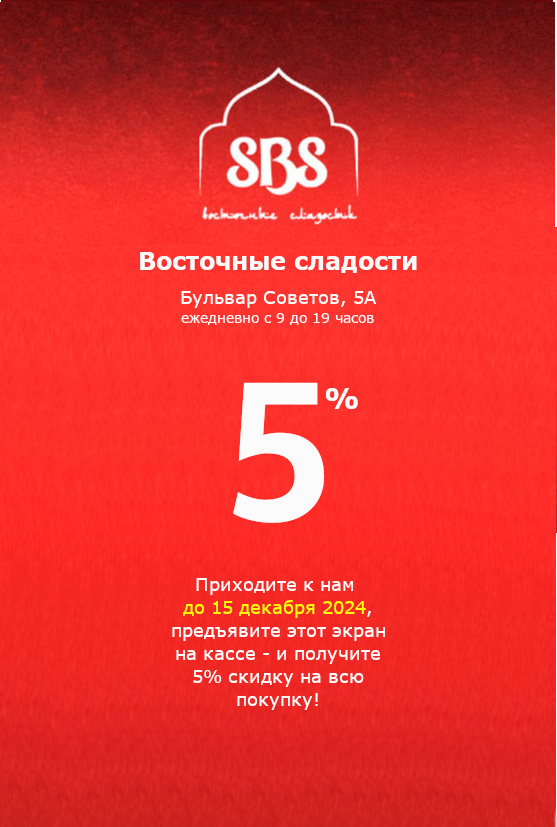 SBS
восточные сладости
Восточные сладости
Бульвар Советов, 5А
ежедневно с 9 до 19 часов
5%
Приходите к нам
до 15 декабря 2024,
предъявите этот экран
на кассе - и получите
5% скидку на всю
покупку!